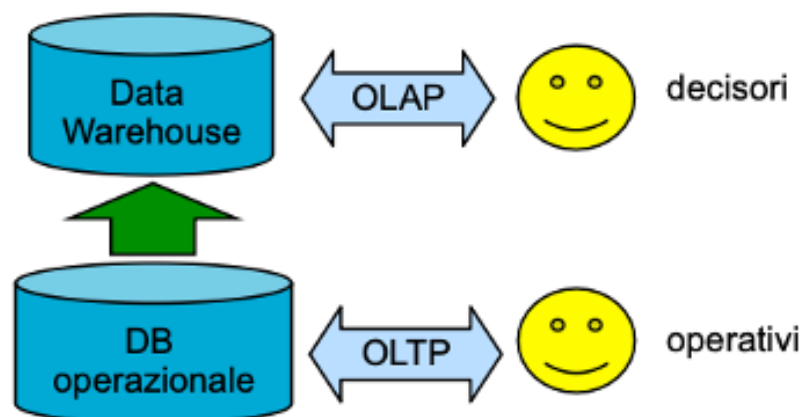 Data
Warehouse
OLAP
decisori
DB
operazionale
OLTP
operativi